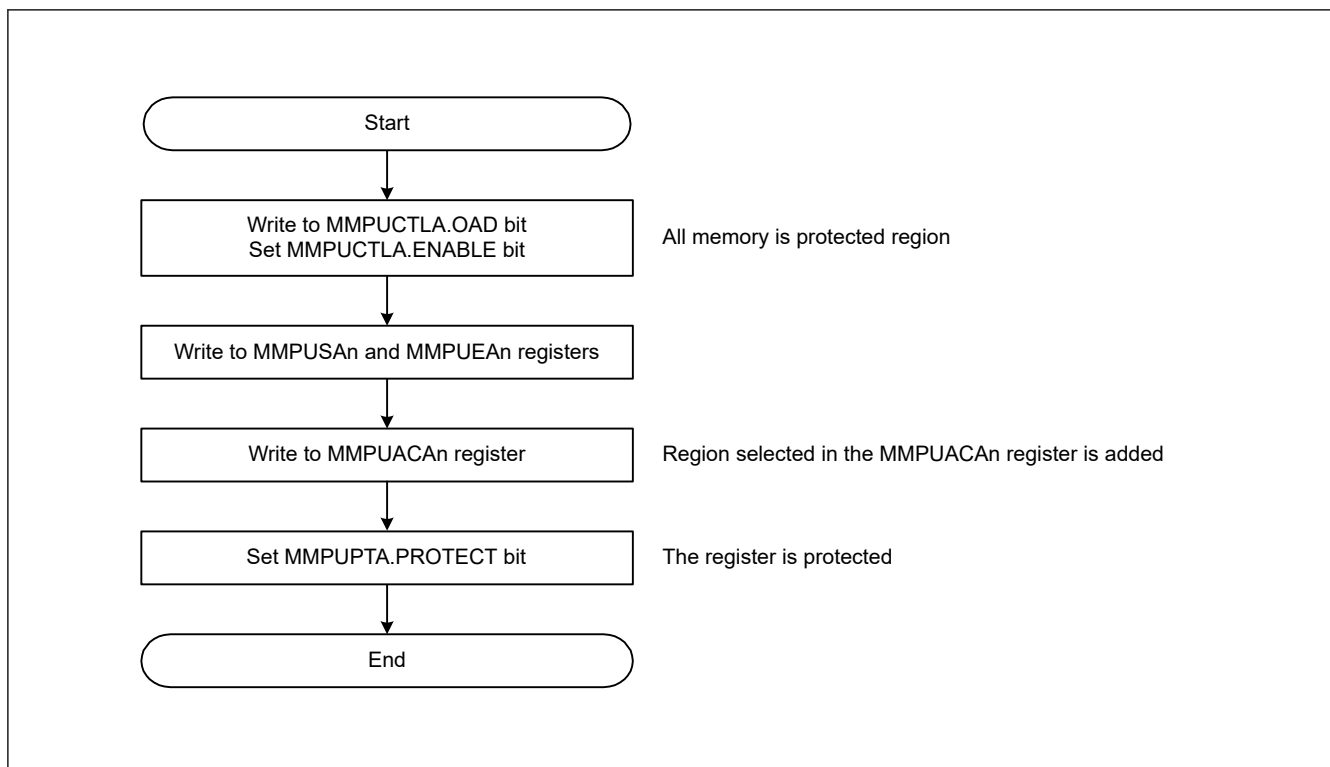 Start
Write to MMPUCTLA.OAD bit
Set MMPUCTLA.ENABLE bit
All memory is protected region
Write to MMPUSAn and MMPUEAn registers
Write to MMPUACAn register
Region selected in the MMPUACAn register is added
Set MMPUPTA.PROTECT bit
The register is protected
End